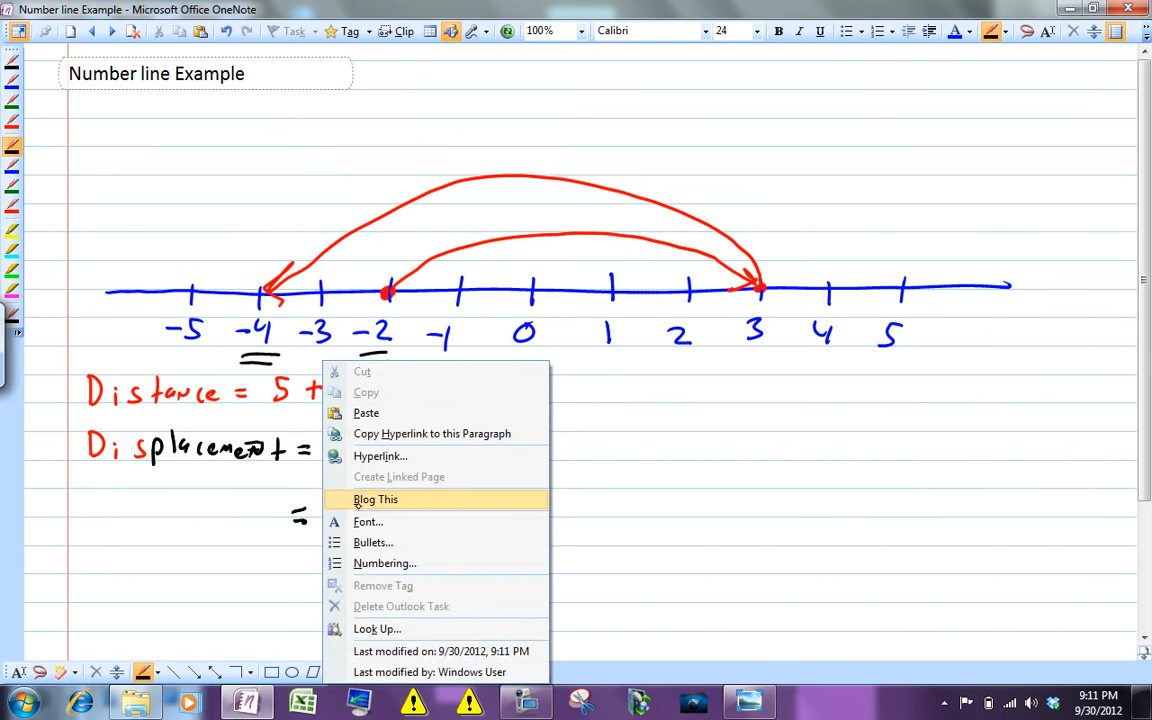 Number line Example - Microsoft Office OneNote
Task Tag Clip 100% Calibri 24 B I U
Number line Example
-5 -4 -3 -2 -1 0 1 2 3 4 5
Distance = 5 +
Displacement =
=
Cut
Copy
Paste
Copy Hyperlink to this Paragraph
Hyperlink...
Create Linked Page
Blog This
Font...
Bullets...
Numbering...
Remove Tag
Delete Outlook Task
Look Up...
Last modified on: 9/30/2012, 9:11 PM
Last modified by: Windows User
9:11 PM
9/30/2012